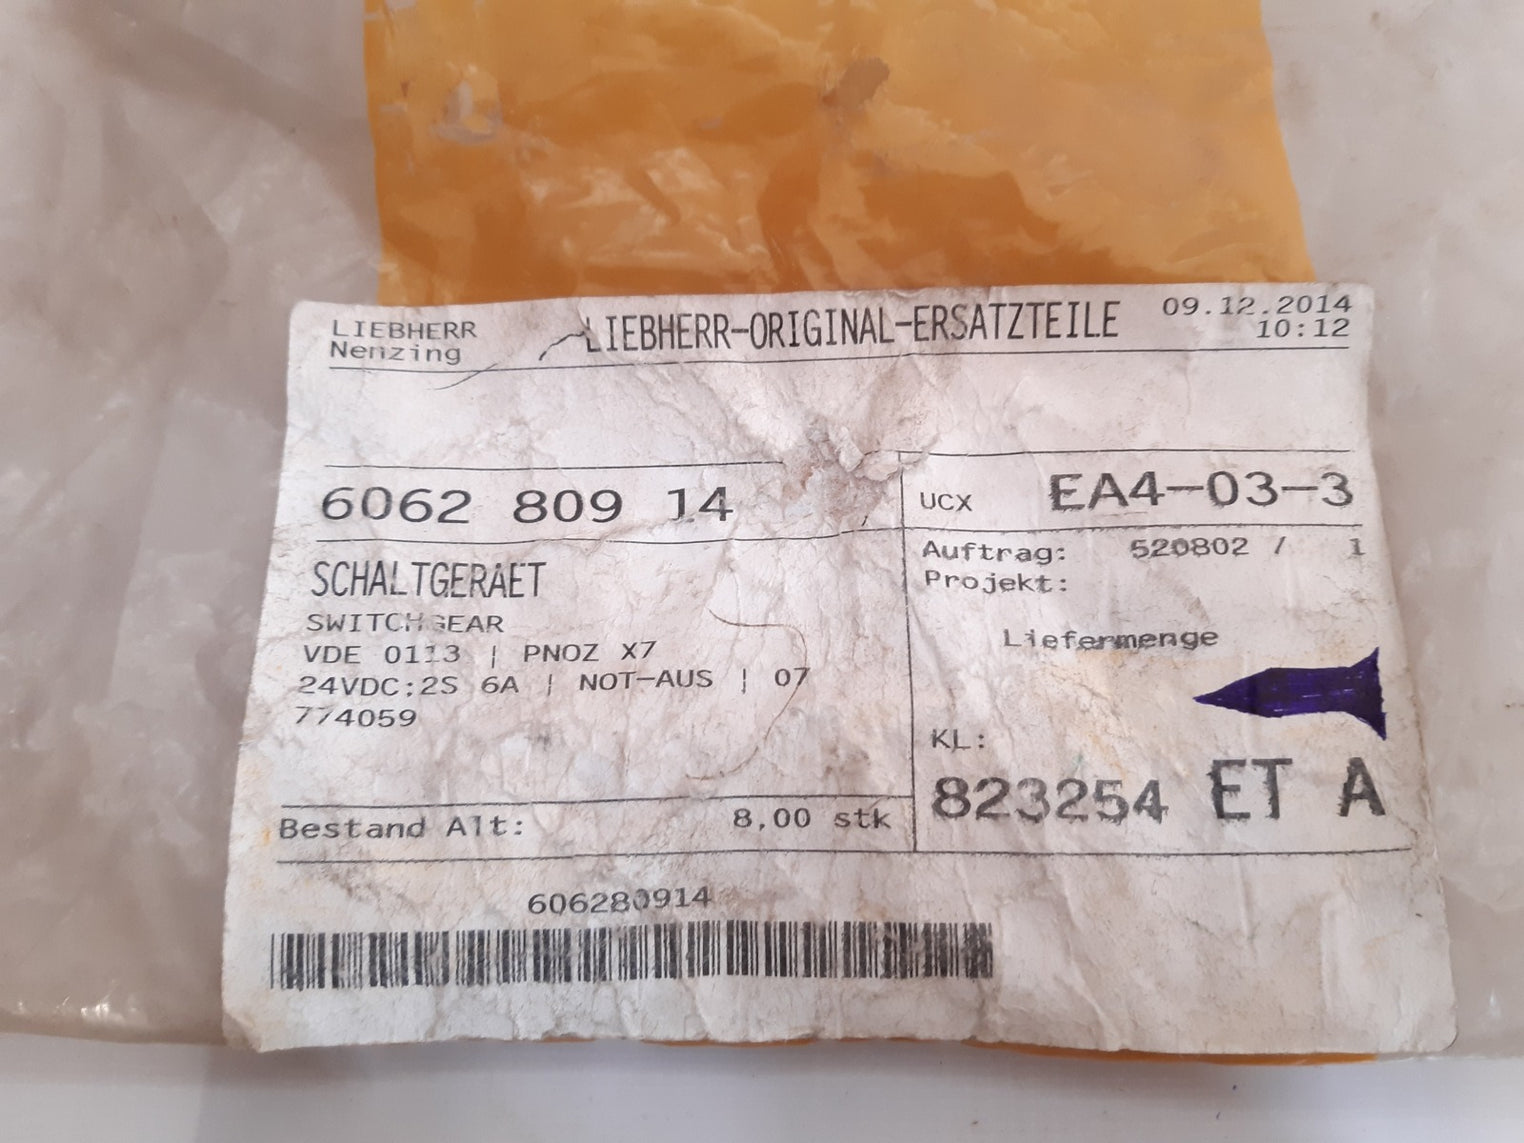 LIEBHERR
Nenzing
LIEBHERR-ORIGINAL-ERSATZTEILE
09.12.2014
10:12
6062 809 14
UCX EA4-03-3
SCHALTGERAET
SWITCHGEAR
VDE 0113 | PNOZ X7
24VDC;2S 6A | NOT-AUS | 07
774059
Auftrag: 520802 / 1
Projekt:
Liefermenge
KL:
823254 ET A
Bestand Alt: 8,00 stk
606280914